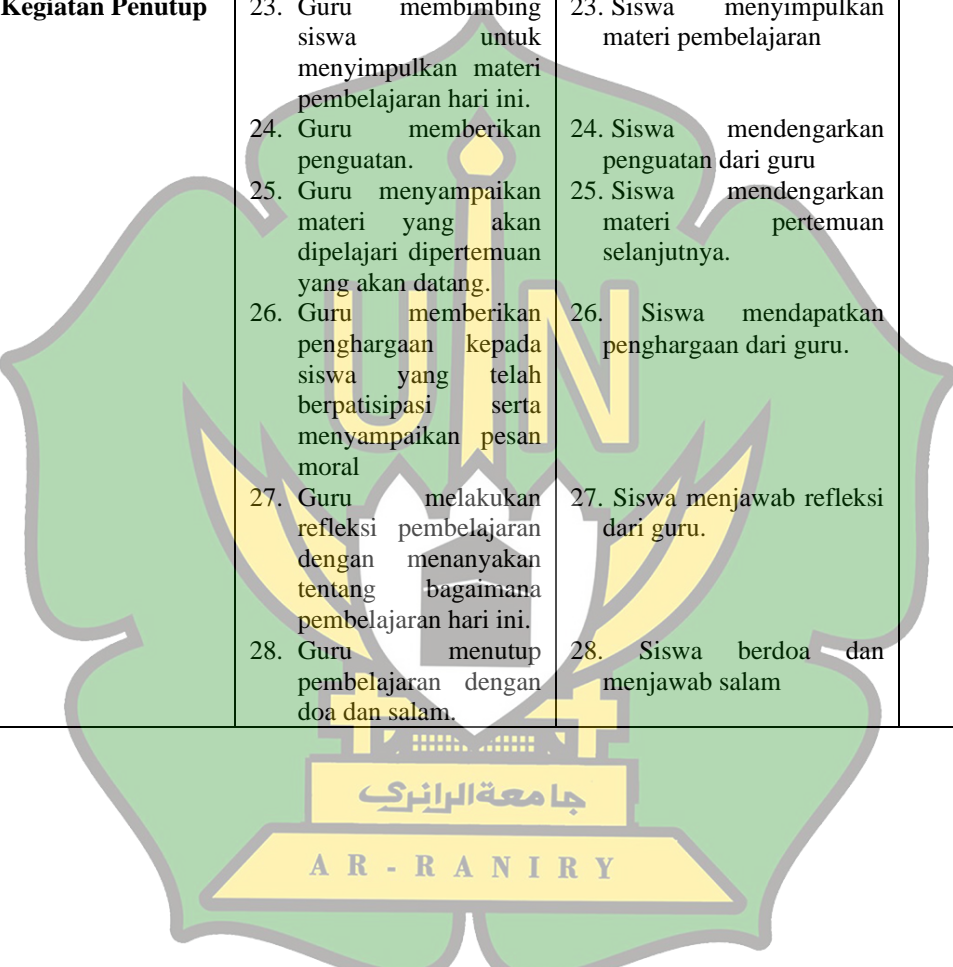 Kegiatan Penutup
23. Guru membimbing
siswa untuk
menyimpulkan materi
pembelajaran hari ini.
24. Guru memberikan
penguatan.
25. Guru menyampaikan
materi yang akan
dipelajari dipertemuan
yang akan datang.
26. Guru memberikan
penghargaan kepada
siswa yang telah
berpatisipasi serta
menyampaikan pesan
moral
27. Guru melakukan
refleksi pembelajaran
dengan menanyakan
tentang bagaimana
pembelajaran hari ini.
28. Guru menutup
pembelajaran dengan
doa dan salam.
23. Siswa menyimpulkan
materi pembelajaran
24. Siswa mendengarkan
penguatan dari guru
25. Siswa mendengarkan
materi pertemuan
selanjutnya.
26. Siswa mendapatkan
penghargaan dari guru.
27. Siswa menjawab refleksi
dari guru.
28. Siswa berdoa dan
menjawab salam
UIN
جامعة الرانري
AR-RANIRY